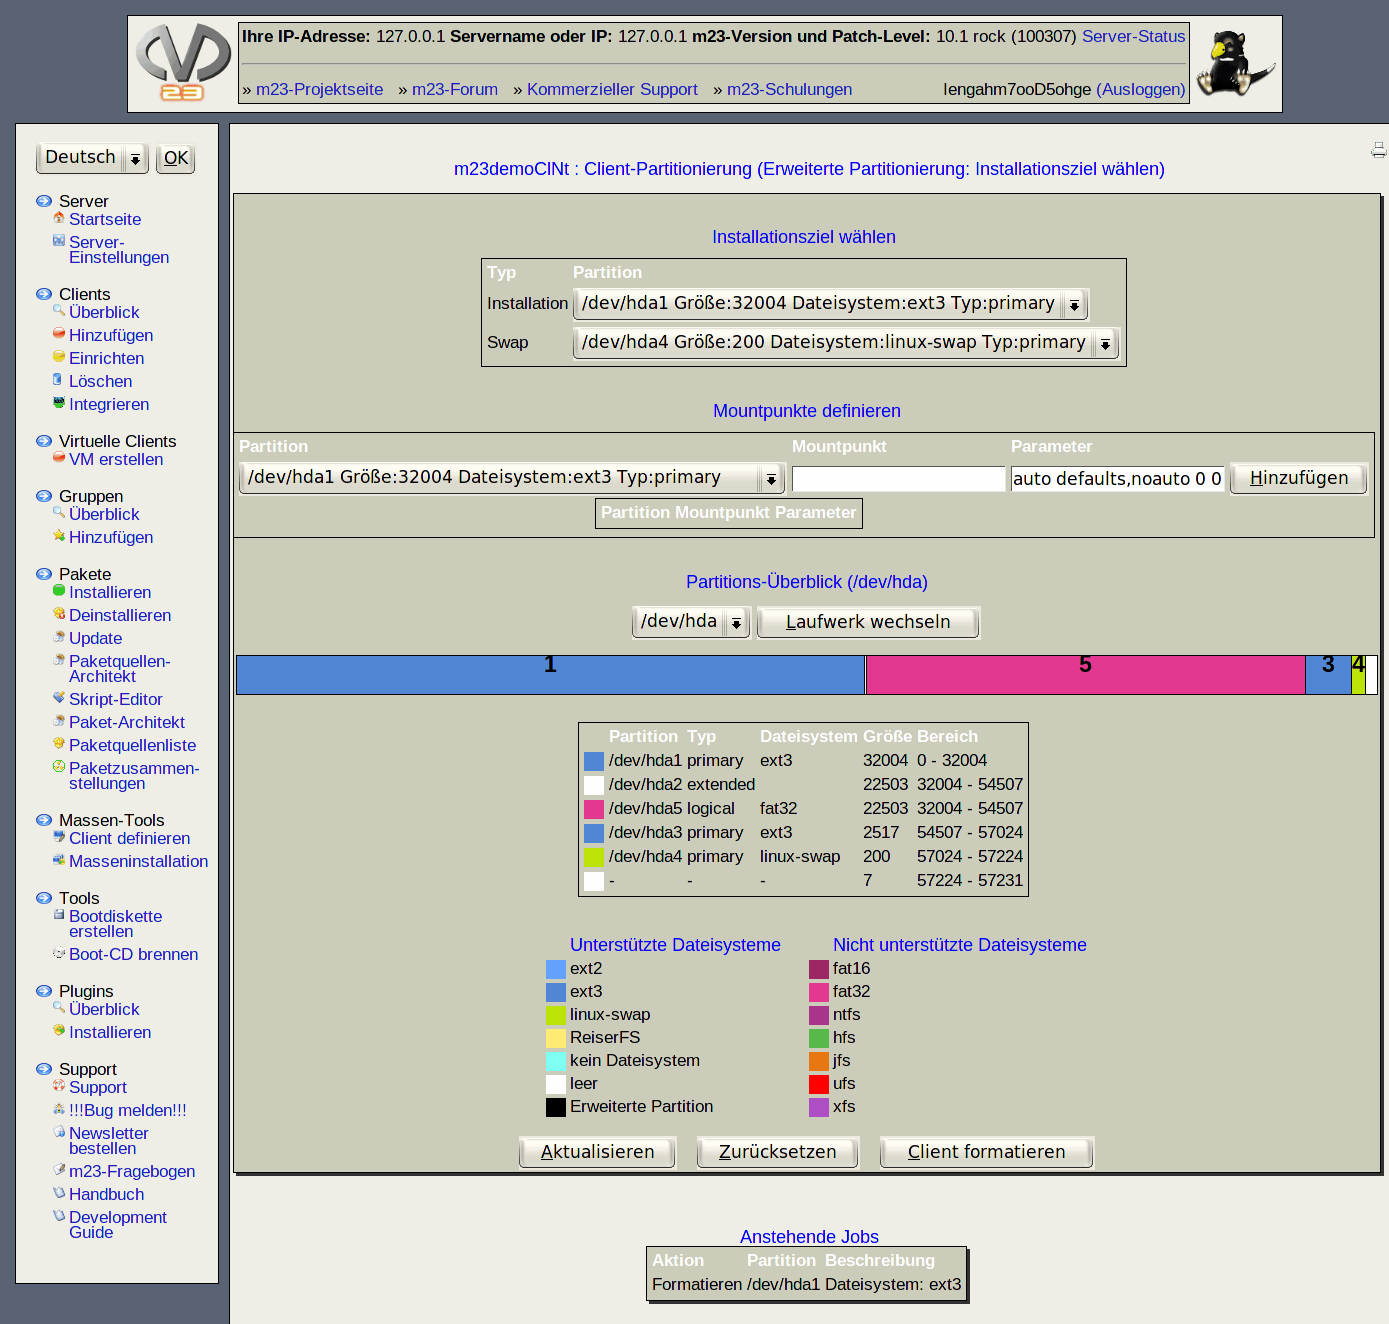 Ihre IP-Adresse: 127.0.0.1 Servername oder IP: 127.0.0.1 m23-Version und Patch-Level: 10.1 rock (100307) Server-Status
» m23-Projektseite » m23-Forum » Kommerzieller Support » m23-Schulungen Iengahm7ooD5ohge (Ausloggen)
23
Deutsch OK
Server
Startseite
Server-
Einstellungen
Clients
Überblick
Hinzufügen
Einrichten
Löschen
Integrieren
Virtuelle Clients
VM erstellen
Gruppen
Überblick
Hinzufügen
Pakete
Installieren
Deinstallieren
Update
Paketquellen-
Architekt
Skript-Editor
Paket-Architekt
Paketquellenliste
Paketzusammen-
stellungen
Massen-Tools
Client definieren
Masseninstallation
Tools
Bootdiskette
erstellen
Boot-CD brennen
Plugins
Überblick
Installieren
Support
Support
!!!Bug melden!!!
Newsletter
bestellen
m23-Fragebogen
Handbuch
Development
Guide
m23demoClNt : Client-Partitionierung (Erweiterte Partitionierung: Installationsziel wählen)
Installationsziel wählen
Typ Partition
Installation /dev/hda1 Größe:32004 Dateisystem:ext3 Typ:primary
Swap /dev/hda4 Größe:200 Dateisystem:linux-swap Typ:primary
Mountpunkte definieren
Partition Mountpunkt Parameter
/dev/hda1 Größe:32004 Dateisystem:ext3 Typ:primary auto defaults,noauto 0 0 Hinzufügen
Partition Mountpunkt Parameter
Partitions-Überblick (/dev/hda)
/dev/hda Laufwerk wechseln
1 5 3 4
Partition Typ Dateisystem Größe Bereich
/dev/hda1 primary ext3 32004 0 - 32004
/dev/hda2 extended 22503 32004 - 54507
/dev/hda5 logical fat32 22503 32004 - 54507
/dev/hda3 primary ext3 2517 54507 - 57024
/dev/hda4 primary linux-swap 200 57024 - 57224
- - - 7 57224 - 57231
Unterstützte Dateisysteme Nicht unterstützte Dateisysteme
ext2 fat16
ext3 fat32
linux-swap ntfs
ReiserFS hfs
kein Dateisystem jfs
leer ufs
Erweiterte Partition xfs
Aktualisieren Zurücksetzen Client formatieren
Anstehende Jobs
Aktion Partition Beschreibung
Formatieren /dev/hda1 Dateisystem: ext3